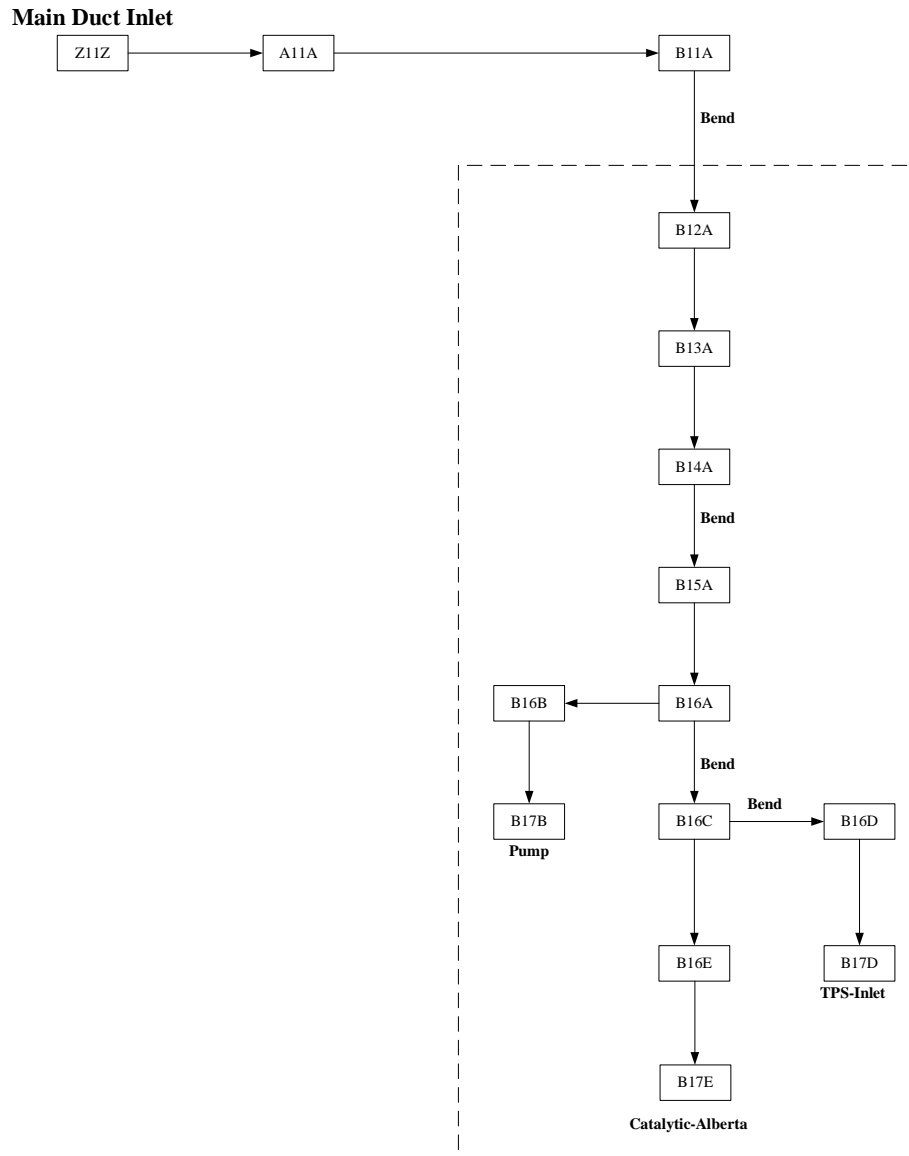 Main Duct Inlet
Z11Z
A11A
B11A
Bend
B12A
B13A
B14A
Bend
B15A
B16B
B16A
Bend
Bend
B17B
B16C
B16D
Pump
B16E
B17D
TPS-Inlet
B17E
Catalytic-Alberta